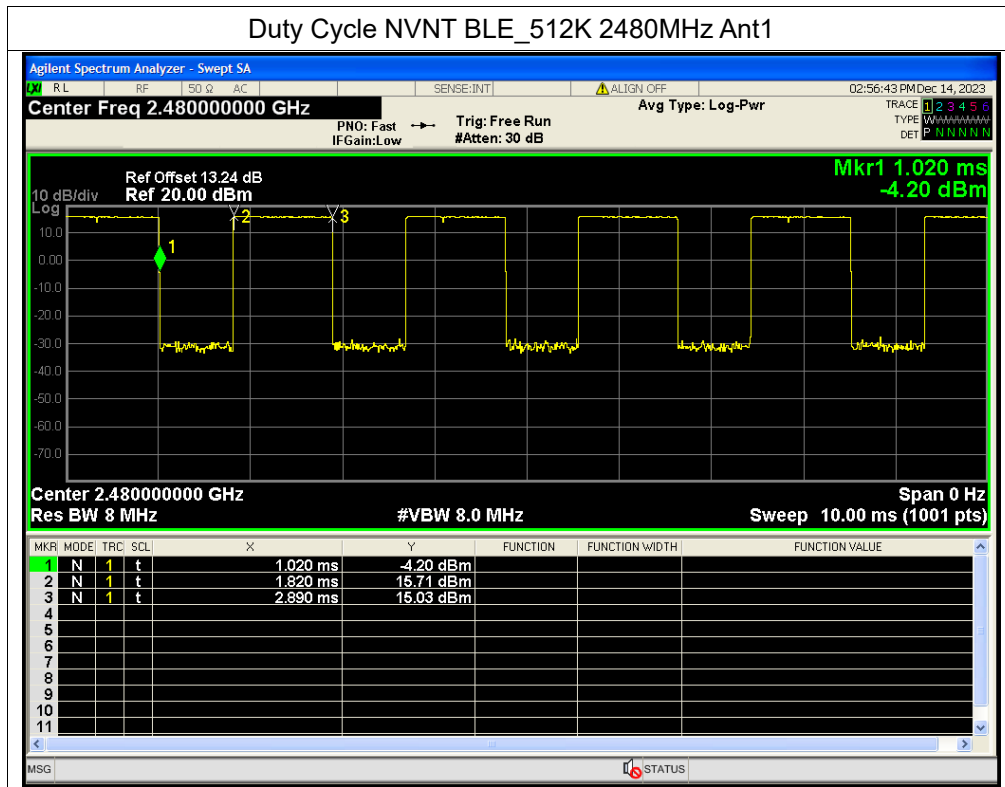 Duty Cycle NVNT BLE_512K 2480MHz Ant1
Agilent Spectrum Analyzer - Swept SA
LXI RL RF 50 Ω AC SENSE:INT ALIGN OFF 02:56:43 PM Dec 14, 2023
Center Freq 2.480000000 GHz
PNO: Fast
IFGain:Low
Trig: Free Run
#Atten: 30 dB
Avg Type: Log-Pwr
TRACE 1 2 3 4 5 6
TYPE W
DET P N N N N N
Mkr1 1.020 ms
-4.20 dBm
Ref Offset 13.24 dB
10 dB/div Ref 20.00 dBm
Log
10.0
0.00
-10.0
-20.0
-30.0
-40.0
-50.0
-60.0
-70.0
1
2
3
Center 2.480000000 GHz Span 0 Hz
Res BW 8 MHz #VBW 8.0 MHz Sweep 10.00 ms (1001 pts)
MKR MODE TRC SCL X Y FUNCTION FUNCTION WIDTH FUNCTION VALUE
1 N 1 t 1.020 ms -4.20 dBm
2 N 1 t 1.820 ms 15.71 dBm
3 N 1 t 2.890 ms 15.03 dBm
4
5
6
7
8
9
10
11
MSG STATUS